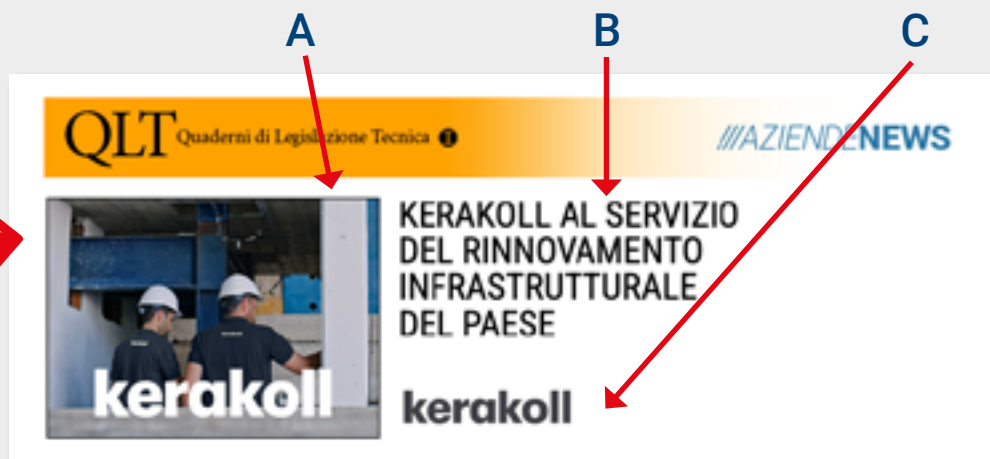 A B C
QLT Quaderni di Legislazione Tecnica
///AZIENDENEWS
KERAKOLL AL SERVIZIO
DEL RINNOVAMENTO
INFRASTRUTTURALE
DEL PAESE
kerakoll
kerakoll